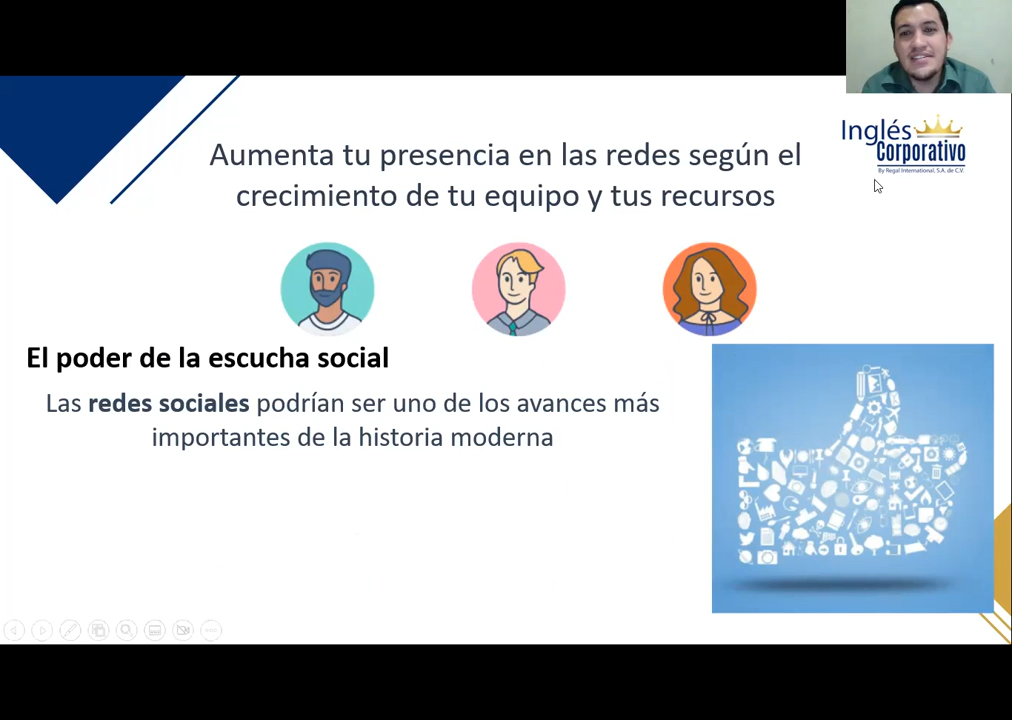 Inglés
Corporativo
By Regal International, S.A. de C.V.
Aumenta tu presencia en las redes según el
crecimiento de tu equipo y tus recursos
El poder de la escucha social
Las redes sociales podrían ser uno de los avances más
importantes de la historia moderna